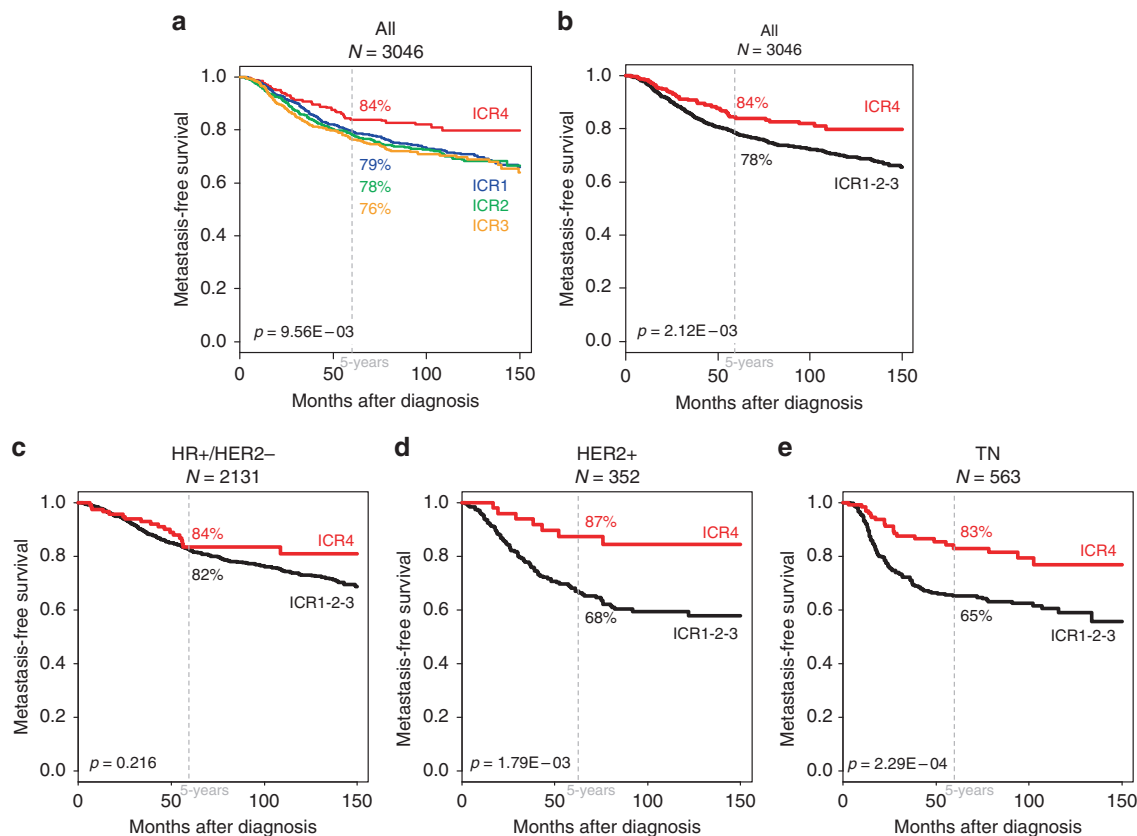 a
All
N = 3046
Metastasis-free survival
1.0
0.8
0.6
0.4
0.2
0.0
84%
79%
78%
76%
ICR4
ICR1
ICR2
ICR3
p = 9.56E−03
5-years
0
50
100
150
Months after diagnosis
b
All
N = 3046
Metastasis-free survival
1.0
0.8
0.6
0.4
0.2
0.0
84%
78%
ICR4
ICR1-2-3
p = 2.12E−03
5-years
0
50
100
150
Months after diagnosis
c
HR+/HER2−
N = 2131
Metastasis-free survival
1.0
0.8
0.6
0.4
0.2
0.0
84%
82%
ICR4
ICR1-2-3
p = 0.216
5-years
0
50
100
150
Months after diagnosis
d
HER2+
N = 352
Metastasis-free survival
1.0
0.8
0.6
0.4
0.2
0.0
87%
68%
ICR4
ICR1-2-3
p = 1.79E−03
5-years
0
50
100
150
Months after diagnosis
e
TN
N = 563
Metastasis-free survival
1.0
0.8
0.6
0.4
0.2
0.0
83%
65%
ICR4
ICR1-2-3
p = 2.29E−04
5-years
0
50
100
150
Months after diagnosis